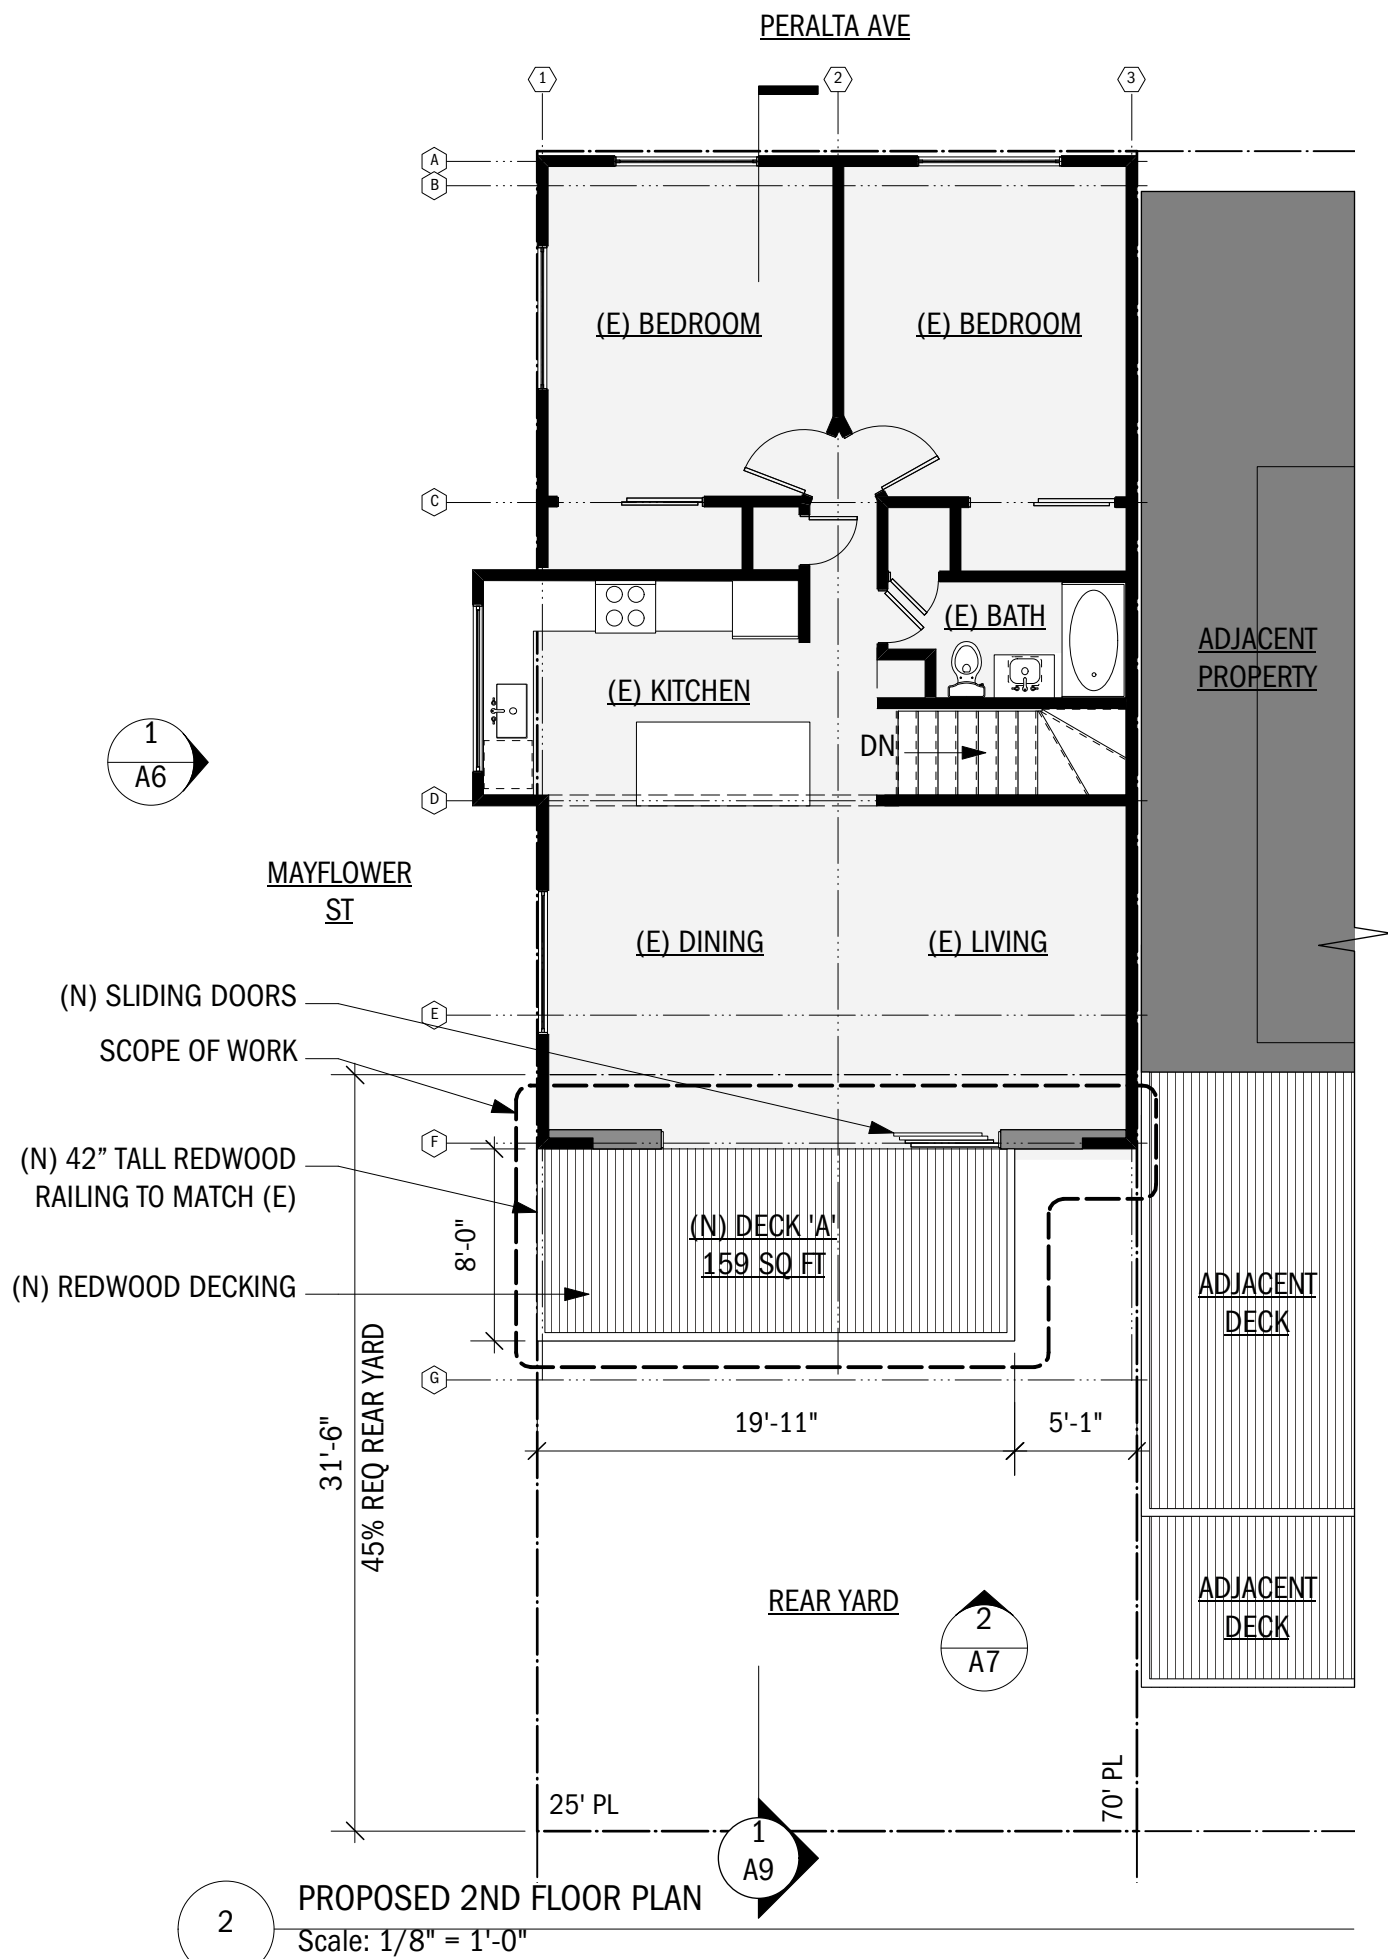 PERALTA AVE
1
2
3
A
B
(E) BEDROOM
(E) BEDROOM
C
(E) BATH
ADJACENT
PROPERTY
(E) KITCHEN
1
A6
DN
D
MAYFLOWER
ST
(E) DINING
(E) LIVING
(N) SLIDING DOORS
E
SCOPE OF WORK
F
(N) 42” TALL REDWOOD
RAILING TO MATCH (E)
8'-0"
(N) DECK 'A'
159 SQ FT
(N) REDWOOD DECKING
ADJACENT
DECK
G
31'-6"
45% REQ REAR YARD
19'-11"
5'-1"
REAR YARD
2
A7
ADJACENT
DECK
25' PL
70' PL
1
A9
2
PROPOSED 2ND FLOOR PLAN
Scale: 1/8" = 1'-0"